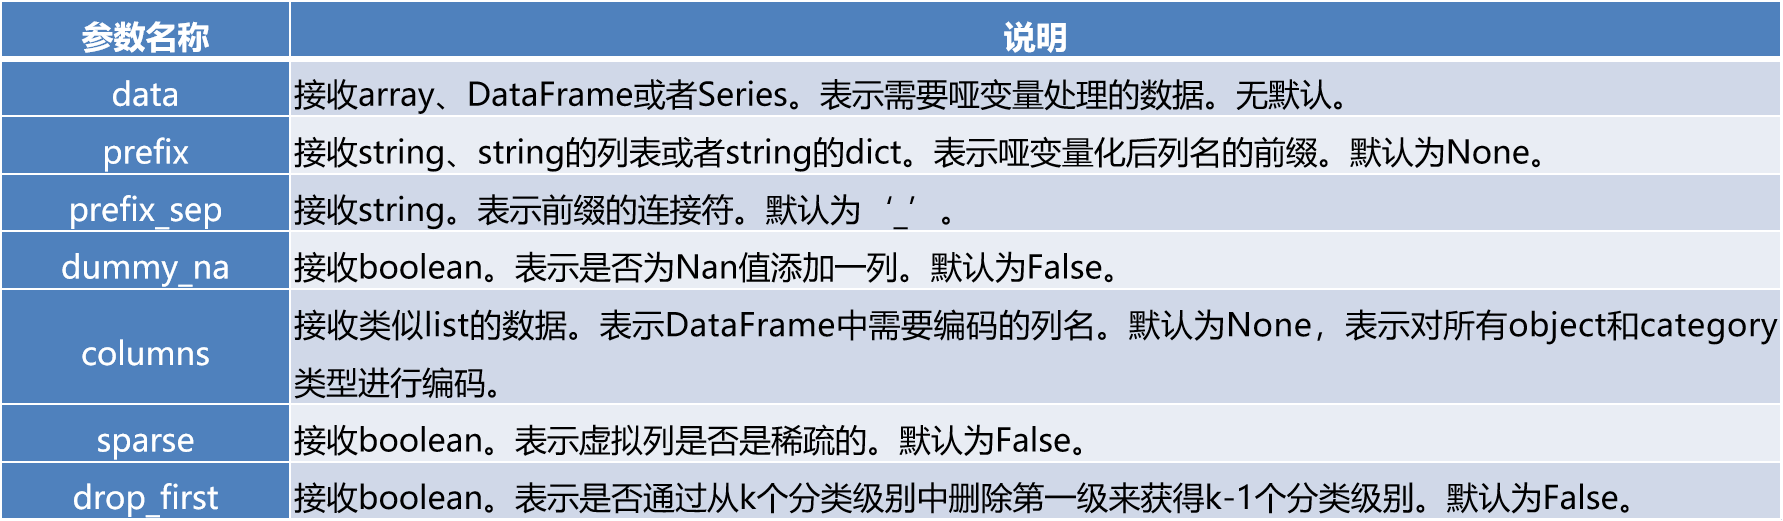 参数名称 说明
data 接收array、DataFrame或者Series。表示需要哑变量处理的数据。无默认。
prefix 接收string、string的列表或者string的dict。表示哑变量化后列名的前缀。默认为None。
prefix_sep 接收string。表示前缀的连接符。默认为‘_’。
dummy_na 接收boolean。表示是否为Nan值添加一列。默认为False。
columns 接收类似list的数据。表示DataFrame中需要编码的列名。默认为None，表示对所有object和category
类型进行编码。
sparse 接收boolean。表示虚拟列是否是稀疏的。默认为False。
drop_first 接收boolean。表示是否通过从k个分类级别中删除第一级来获得k-1个分类级别。默认为False。